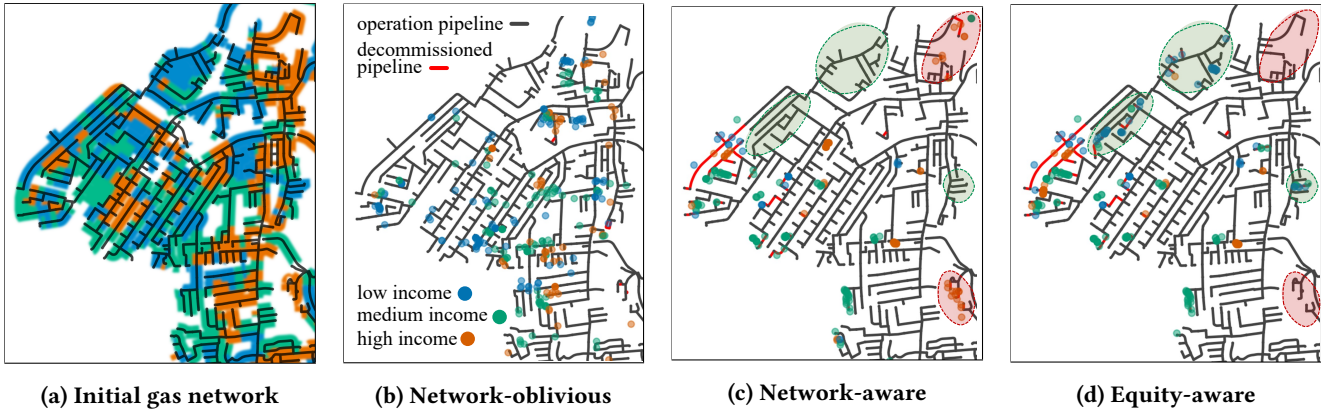 operation pipeline
decommissioned
pipeline
low income
medium income
high income
(a) Initial gas network
(b) Network-oblivious
(c) Network-aware
(d) Equity-aware